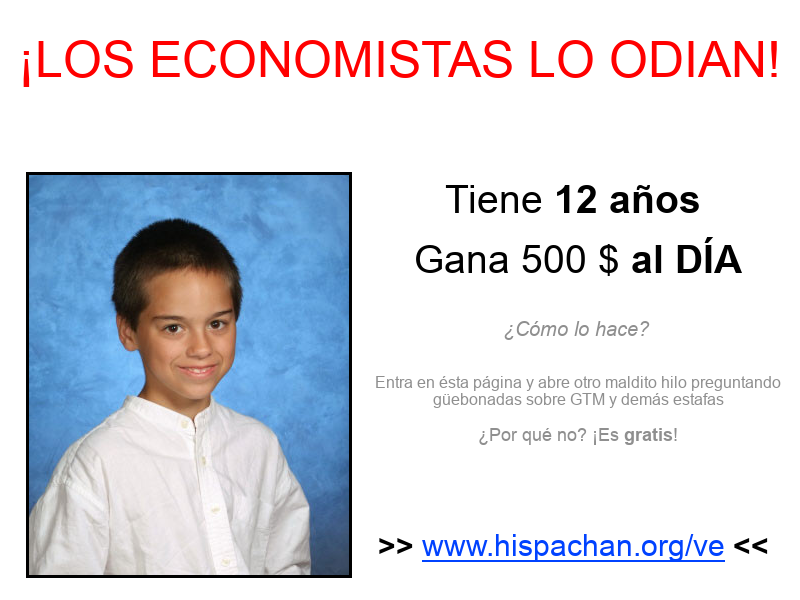 ¡LOS ECONOMISTAS LO ODIAN!
Tiene 12 años
Gana 500 $ al DÍA
¿Cómo lo hace?
Entra en ésta página y abre otro maldito hilo preguntando
güebonadas sobre GTM y demás estafas
¿Por qué no? ¡Es gratis!
>> www.hispachan.org/ve <<